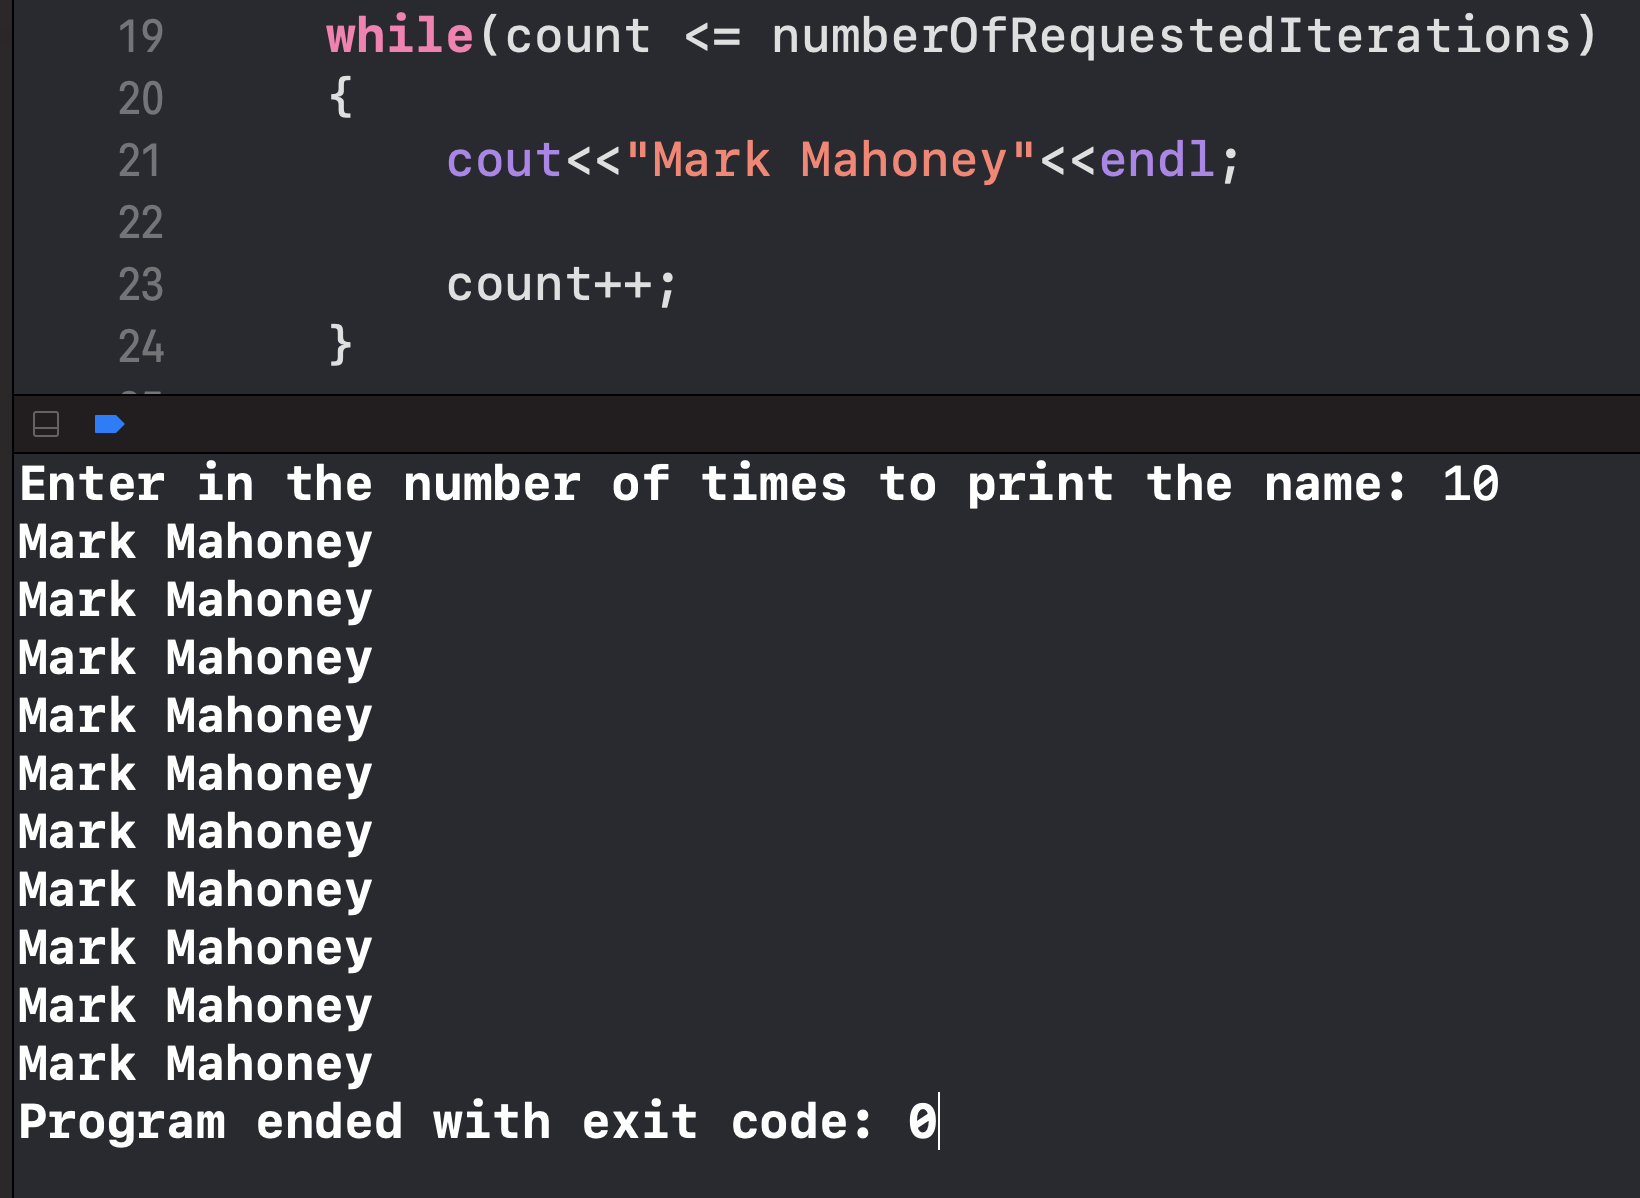 19 while(count <= numberOfRequestedIterations)
20 {
21 cout<<"Mark Mahoney"<<endl;
22
23 count++;
24 }
Enter in the number of times to print the name: 10
Mark Mahoney
Mark Mahoney
Mark Mahoney
Mark Mahoney
Mark Mahoney
Mark Mahoney
Mark Mahoney
Mark Mahoney
Mark Mahoney
Mark Mahoney
Program ended with exit code: 0